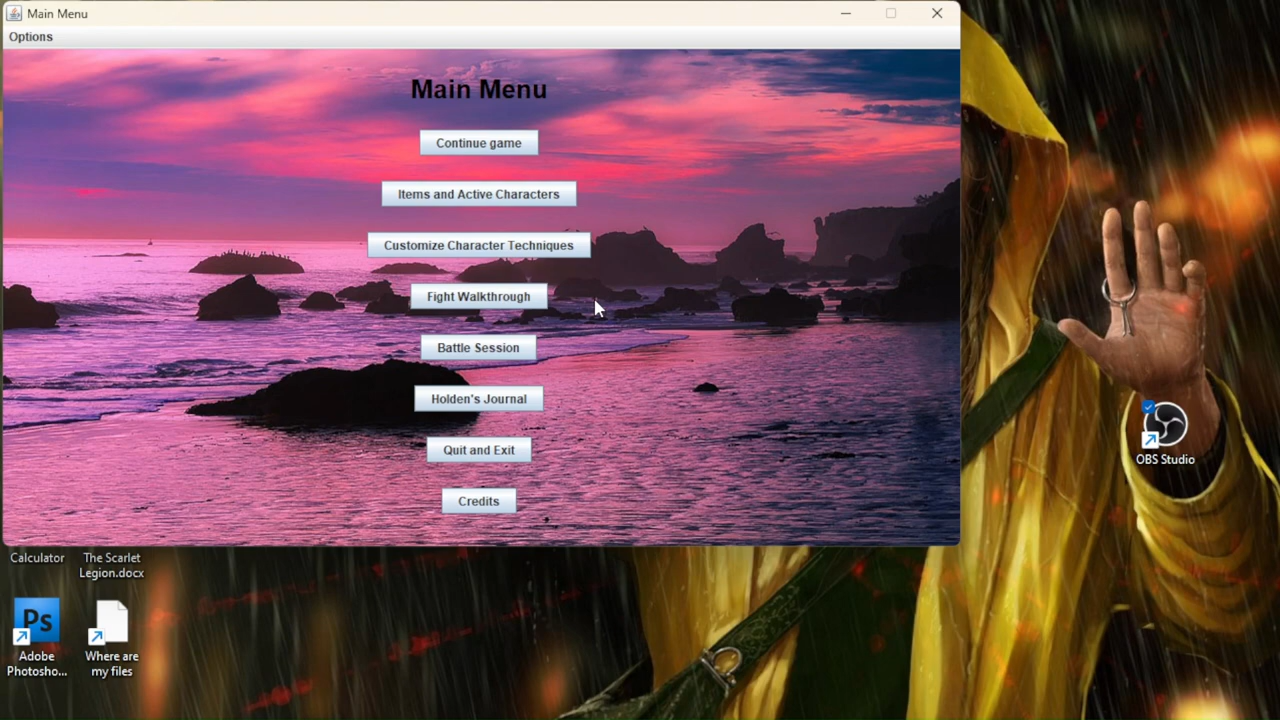 Main Menu
Options
Main Menu
Continue game
Items and Active Characters
Customize Character Techniques
Fight Walkthrough
Battle Session
Holden's Journal
Quit and Exit
Credits
OBS Studio
Calculator
The Scarlet
Legion.docx
Ps
Adobe
Photosho...
Where are
my files